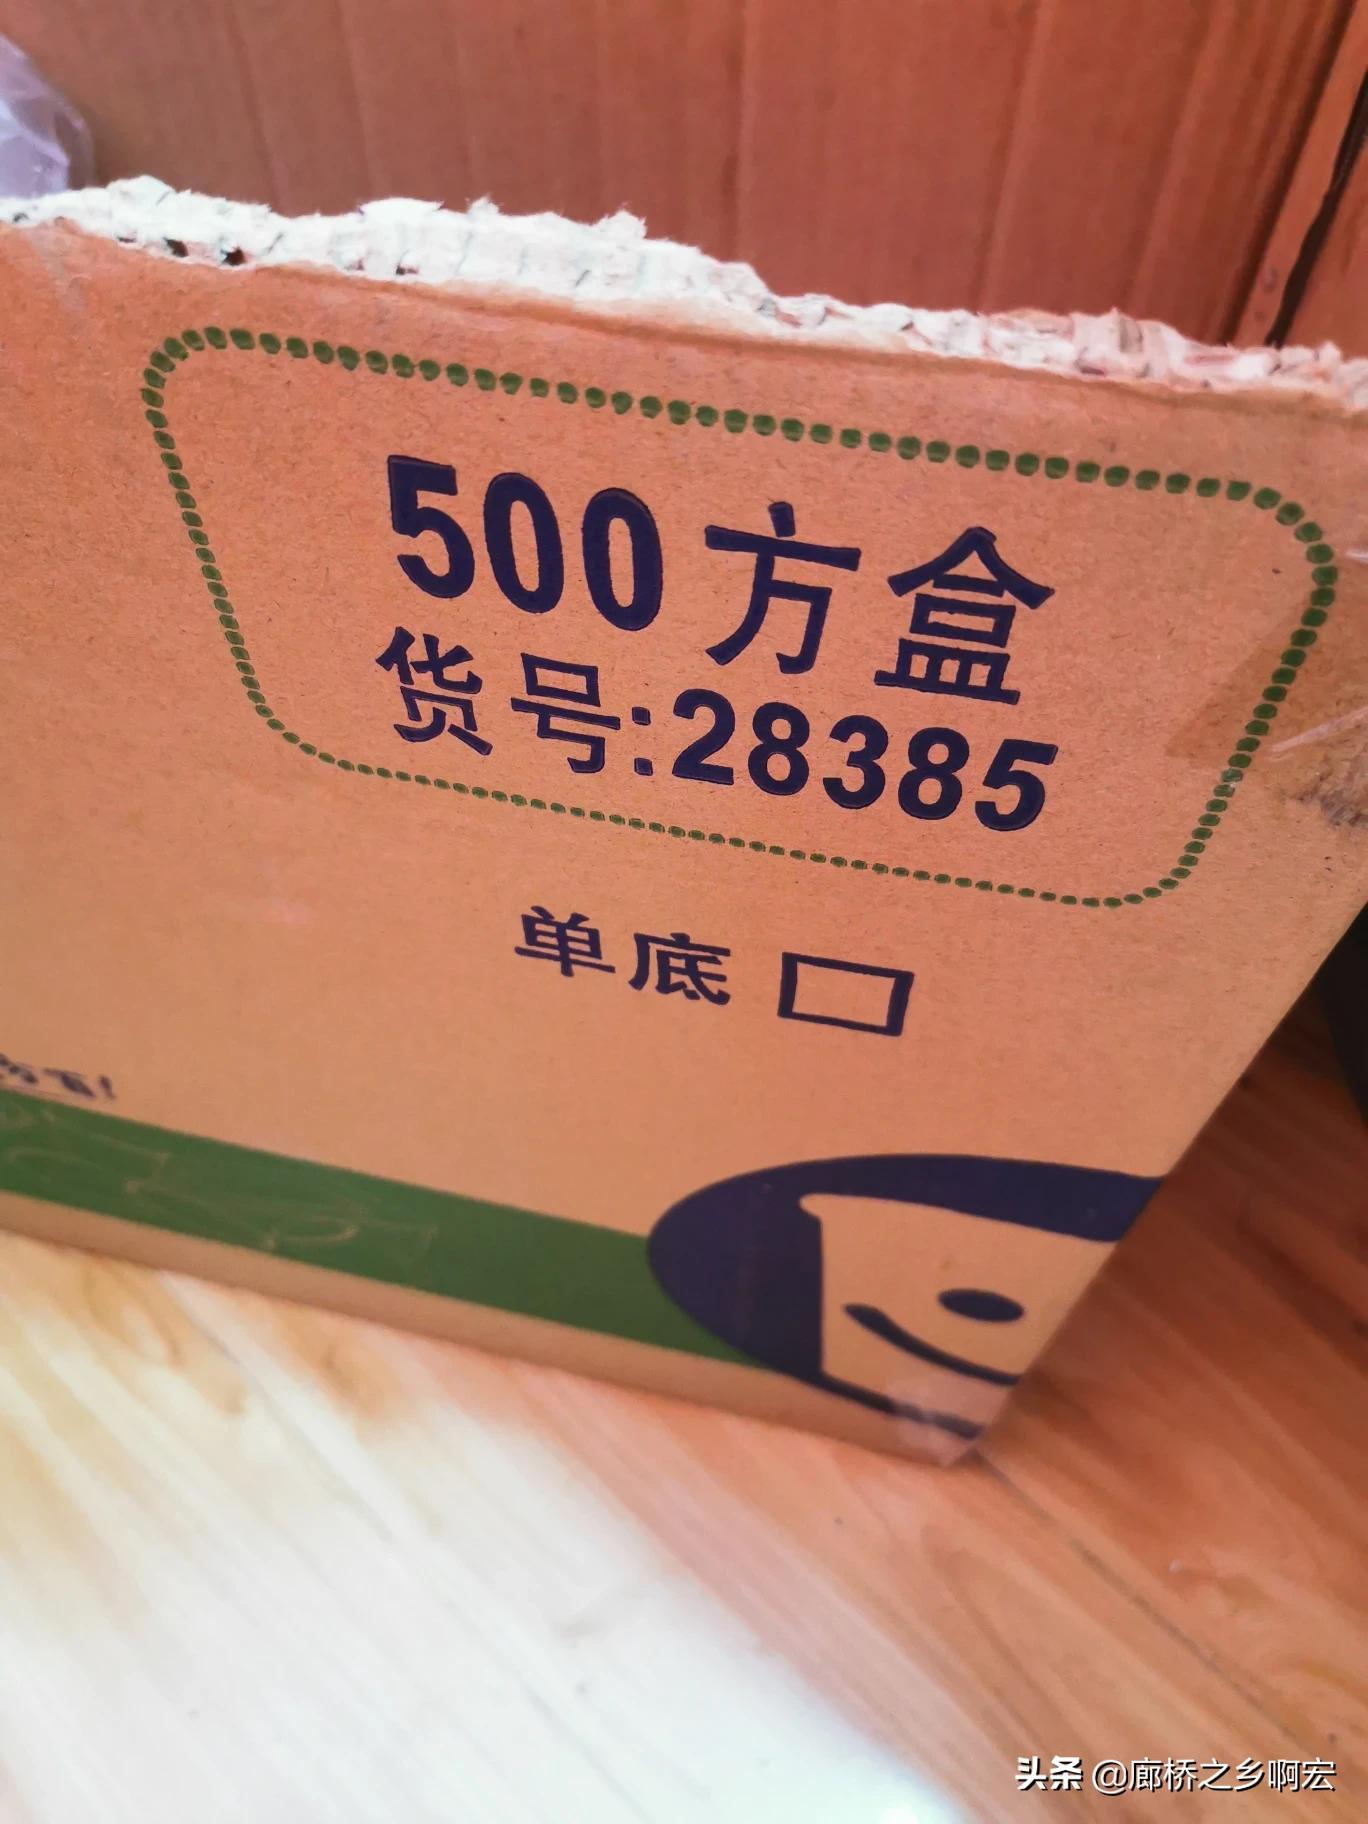 500方盒
货号:28385
单底 □
头条 @廊桥之乡啊宏